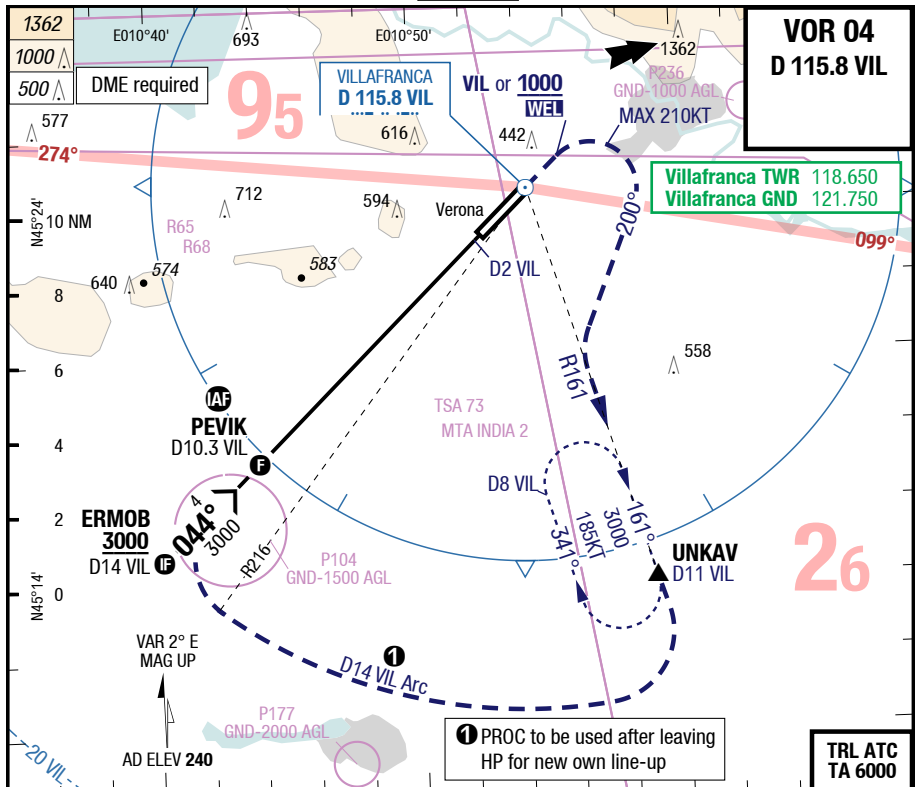 1362
1000
500
E010°40'
693
E010°50'
1362
VOR 04
D 115.8 VIL
DME required
95
VILLAFRANCA
D 115.8 VIL
VIL or 1000
WEL
P236
GND-1000 AGL
MAX 210KT
577
616
442
274°
Villafranca TWR 118.650
Villafranca GND 121.750
712
594
Verona
200°
099°
N45°24'
10 NM
R65
R68
D2 VIL
640
574
583
8
558
6
R161
IAF
PEVIK
D10.3 VIL
F
TSA 73
MTA INDIA 2
4
D8 VIL
ERMOB
3000
D14 VIL
IF
4
044°
3000
R216
2
161°
3000
185KT
341°
UNKAV
D11 VIL
26
P104
GND-1500 AGL
N45°14'
0
VAR 2° E
MAG UP
1
D14 VIL Arc
P177
GND-2000 AGL
AD ELEV 240
20 VIL
1 PROC to be used after leaving
HP for new own line-up
TRL ATC
TA 6000